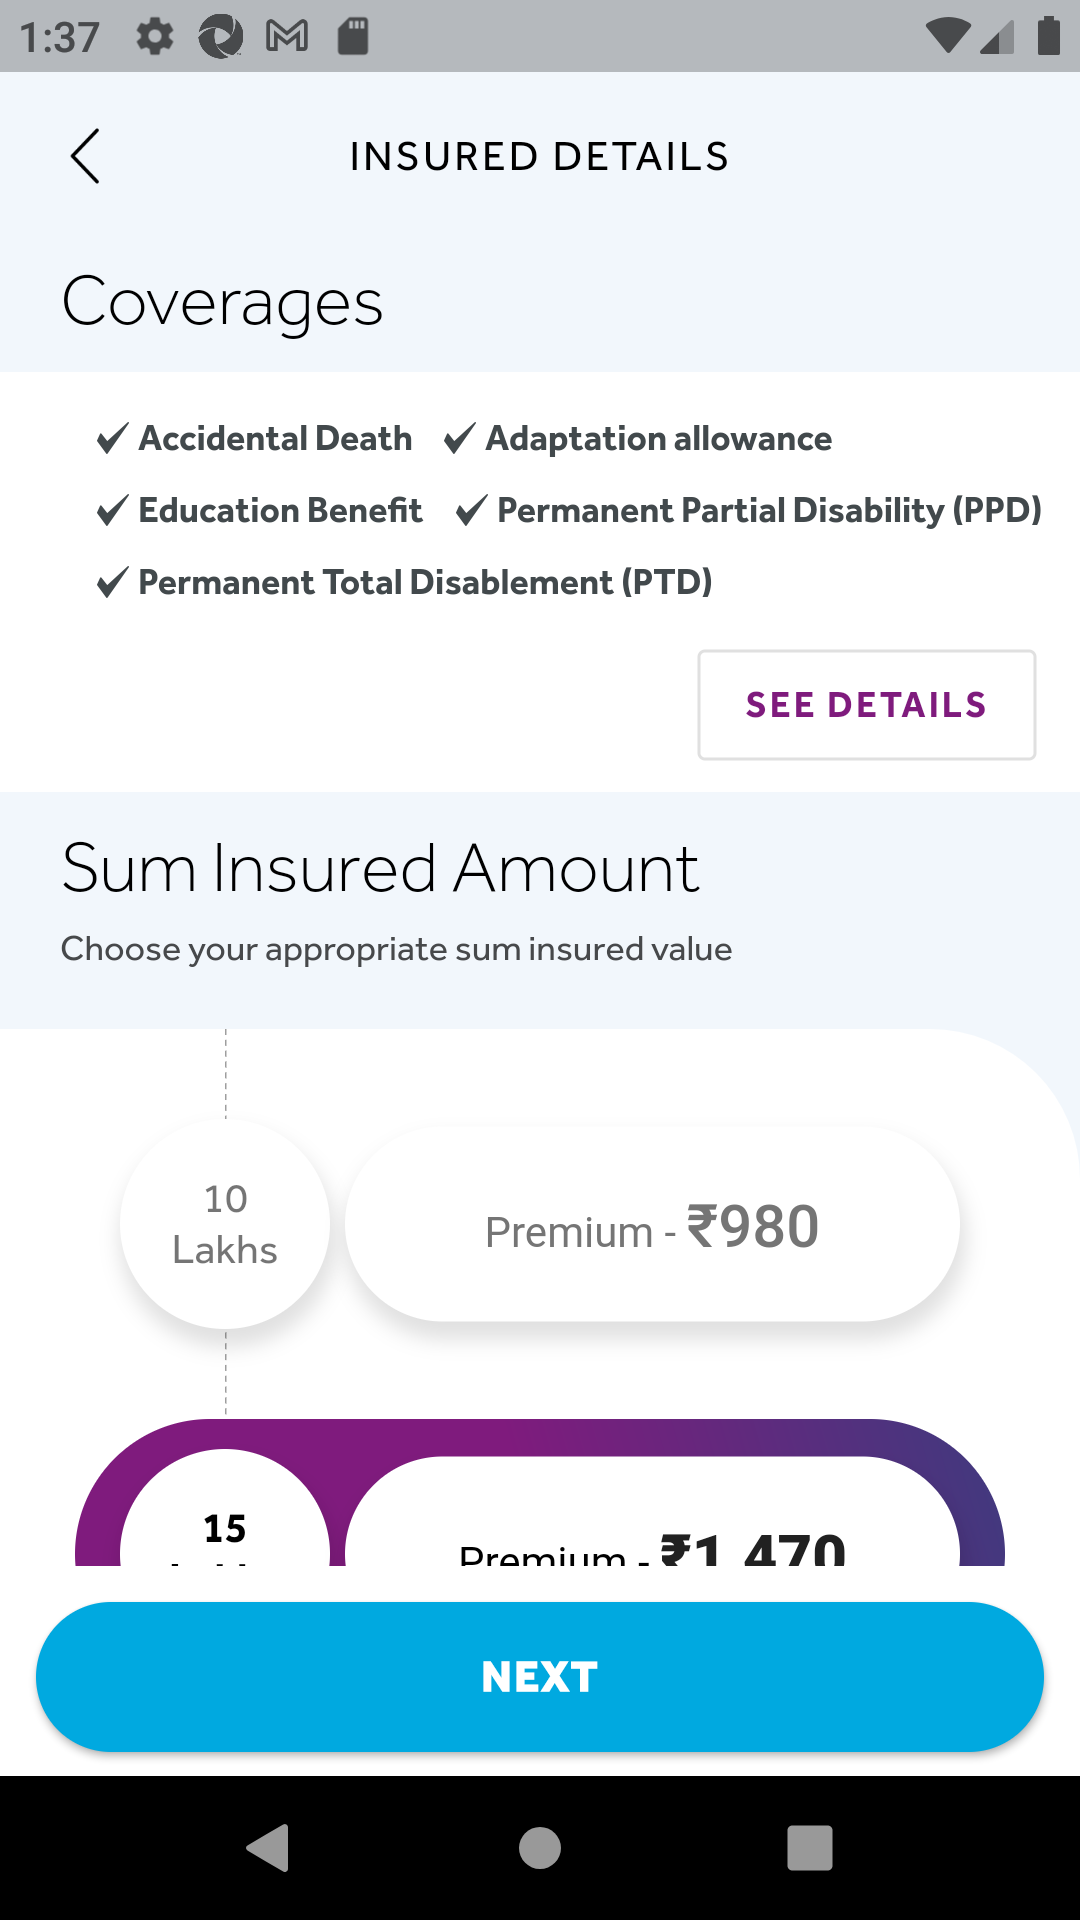 1:37
INSURED DETAILS
Coverages
Accidental Death Adaptation allowance
Education Benefit Permanent Partial Disability (PPD)
Permanent Total Disablement (PTD)
SEE DETAILS
Sum Insured Amount
Choose your appropriate sum insured value
10
Lakhs
Premium - ₹980
15
Premium - ₹1,470
NEXT